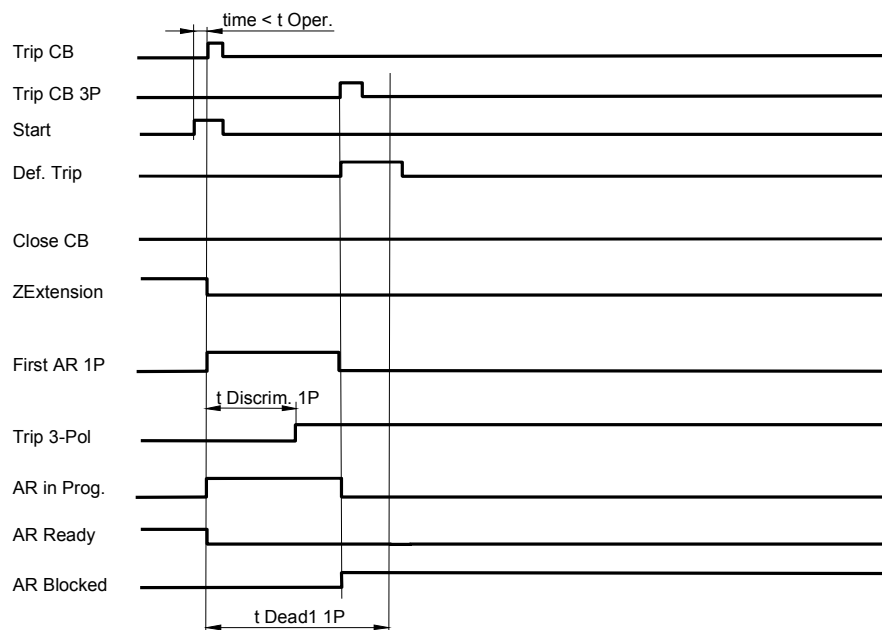 time < t Oper.
Trip CB
Trip CB 3P
Start
Def. Trip
Close CB
ZExtension
First AR 1P
t Discrim. 1P
Trip 3-Pol
AR in Prog.
AR Ready
AR Blocked
t Dead1 1P